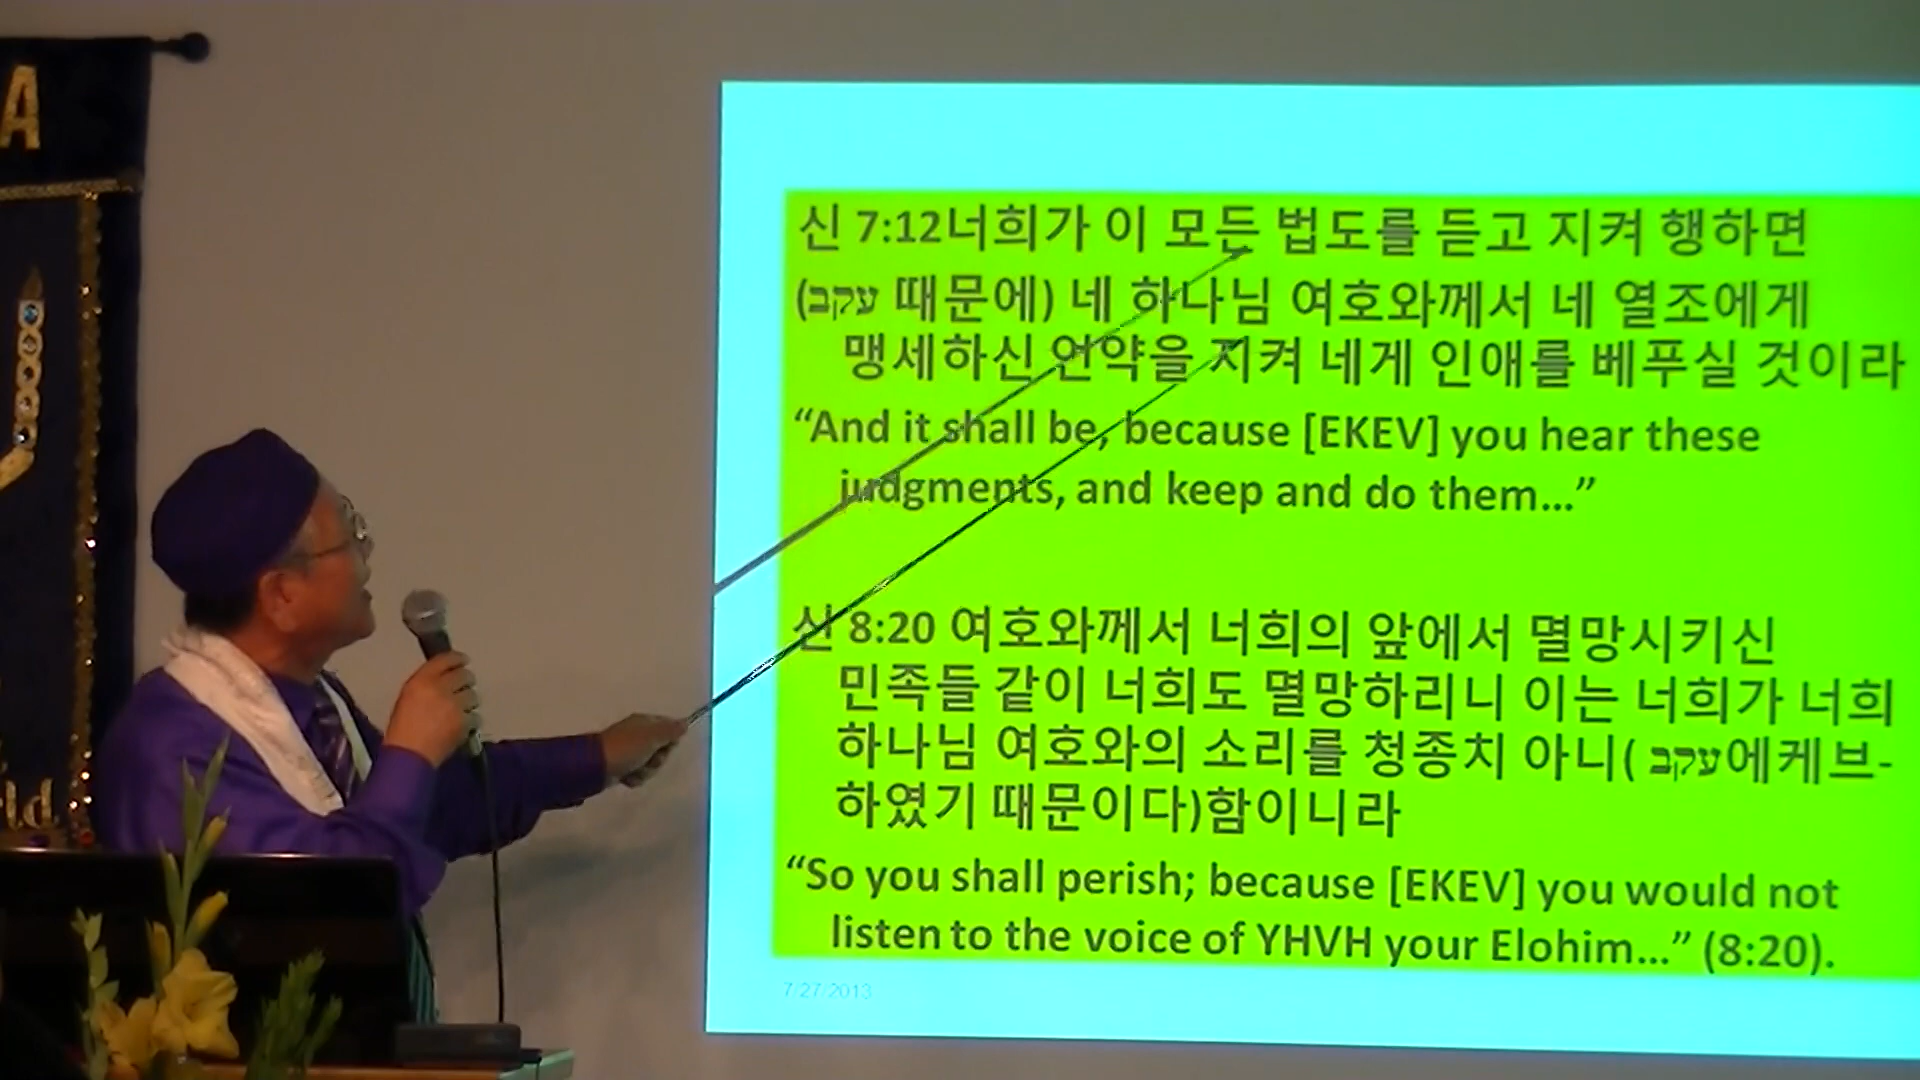 A
rld
신 7:12너희가 이 모든 법도를 듣고 지켜 행하면
(עקב 때문에) 네 하나님 여호와께서 네 열조에게
맹세하신 언약을 지켜 네게 인애를 베푸실 것이라
“And it shall be, because [EKEV] you hear these
judgments, and keep and do them...”
신 8:20 여호와께서 너희의 앞에서 멸망시키신
민족들 같이 너희도 멸망하리니 이는 너희가 너희
하나님 여호와의 소리를 청종치 아니( עקב에케브-
하였기 때문이다)함이니라
“So you shall perish; because [EKEV] you would not
listen to the voice of YHVH your Elohim...” (8:20).
7/27/2013